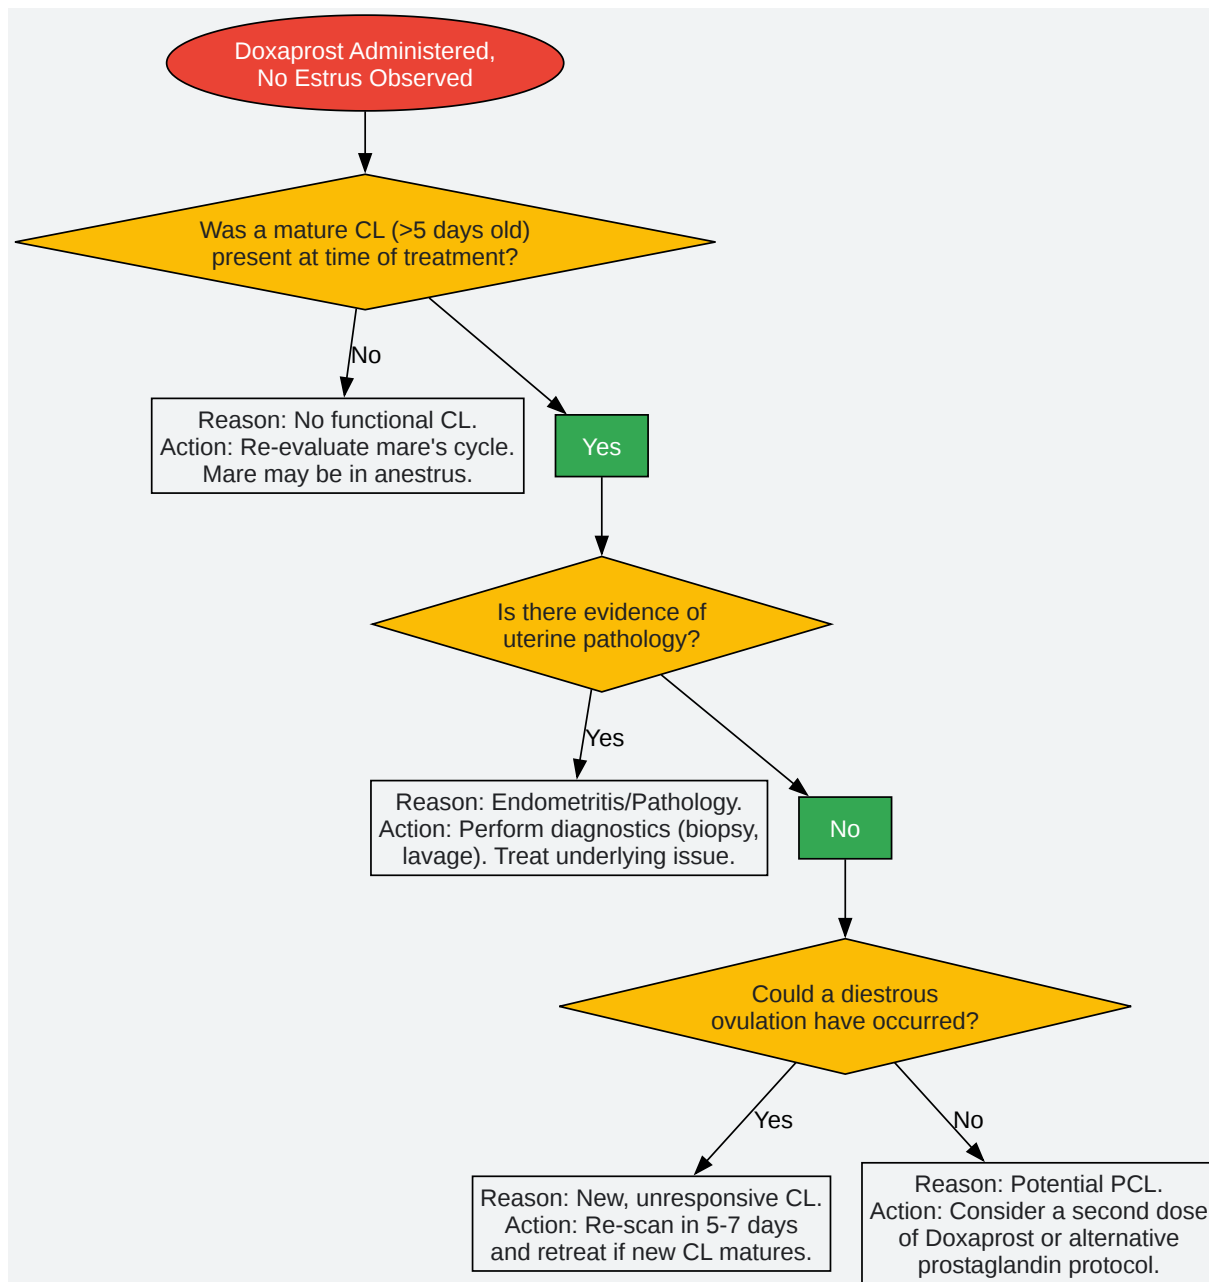 Doxaprost Administered,
No Estrus Observed
Was a mature CL (>5 days old)
present at time of treatment?
No
Reason: No functional CL.
Action: Re-evaluate mare's cycle.
Mare may be in anestrus.
Yes
Is there evidence of
uterine pathology?
Yes
Reason: Endometritis/Pathology.
Action: Perform diagnostics (biopsy,
lavage). Treat underlying issue.
No
Could a diestrous
ovulation have occurred?
Yes
No
Reason: New, unresponsive CL.
Action: Re-scan in 5-7 days
and retreat if new CL matures.
Reason: Potential PCL.
Action: Consider a second dose
of Doxaprost or alternative
prostaglandin protocol.